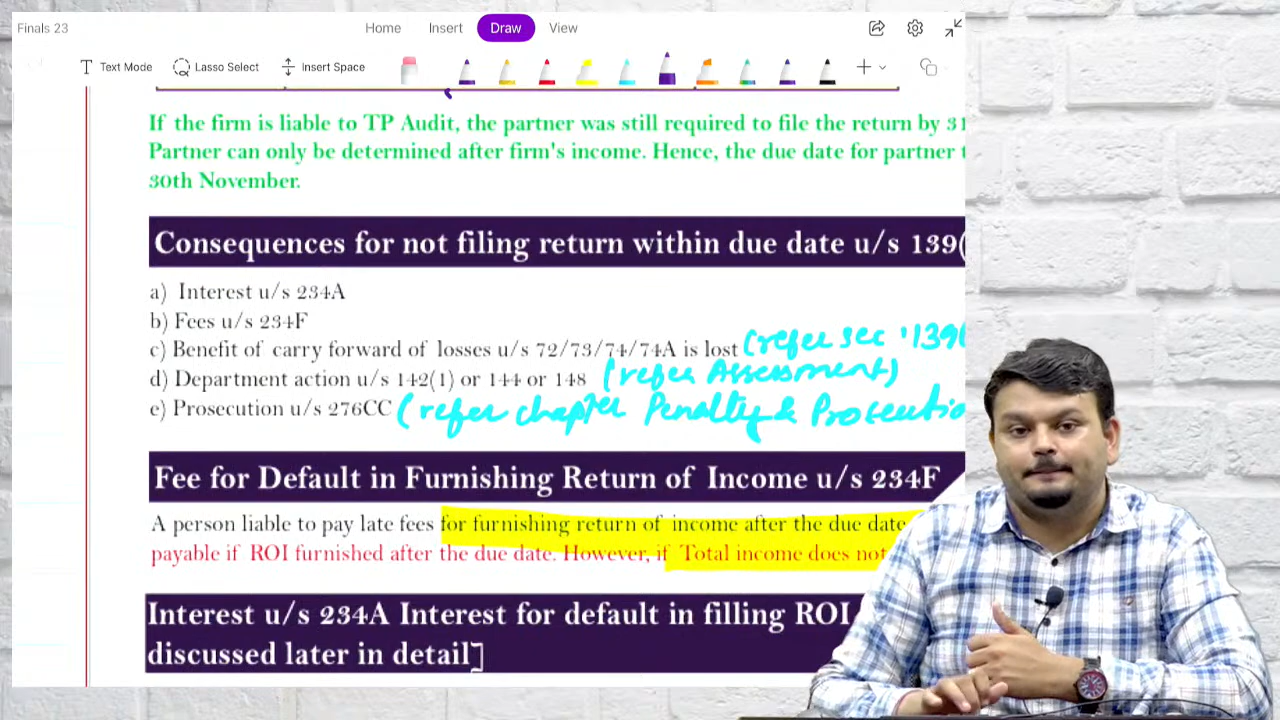 Finals 23
Home Insert Draw View
Text Mode Lasso Select Insert Space
If the firm is liable to TP Audit, the partner was still required to file the return by 31
Partner can only be determined after firm's income. Hence, the due date for partner t
30th November.
Consequences for not filing return within due date u/s 139(
a) Interest u/s 234A
b) Fees u/s 234F
c) Benefit of carry forward of losses u/s 72/73/74/74A is lost (refer sec 139(
d) Department action u/s 142(1) or 144 or 148 (refer Assessment)
e) Prosecution u/s 276CC (refer chapter Penalty & Prosecutio
Fee for Default in Furnishing Return of Income u/s 234F
A person liable to pay late fees for furnishing return of income after the due date
payable if ROI furnished after the due date. However, if Total income does not
Interest u/s 234A Interest for default in filling ROI
discussed later in detail]